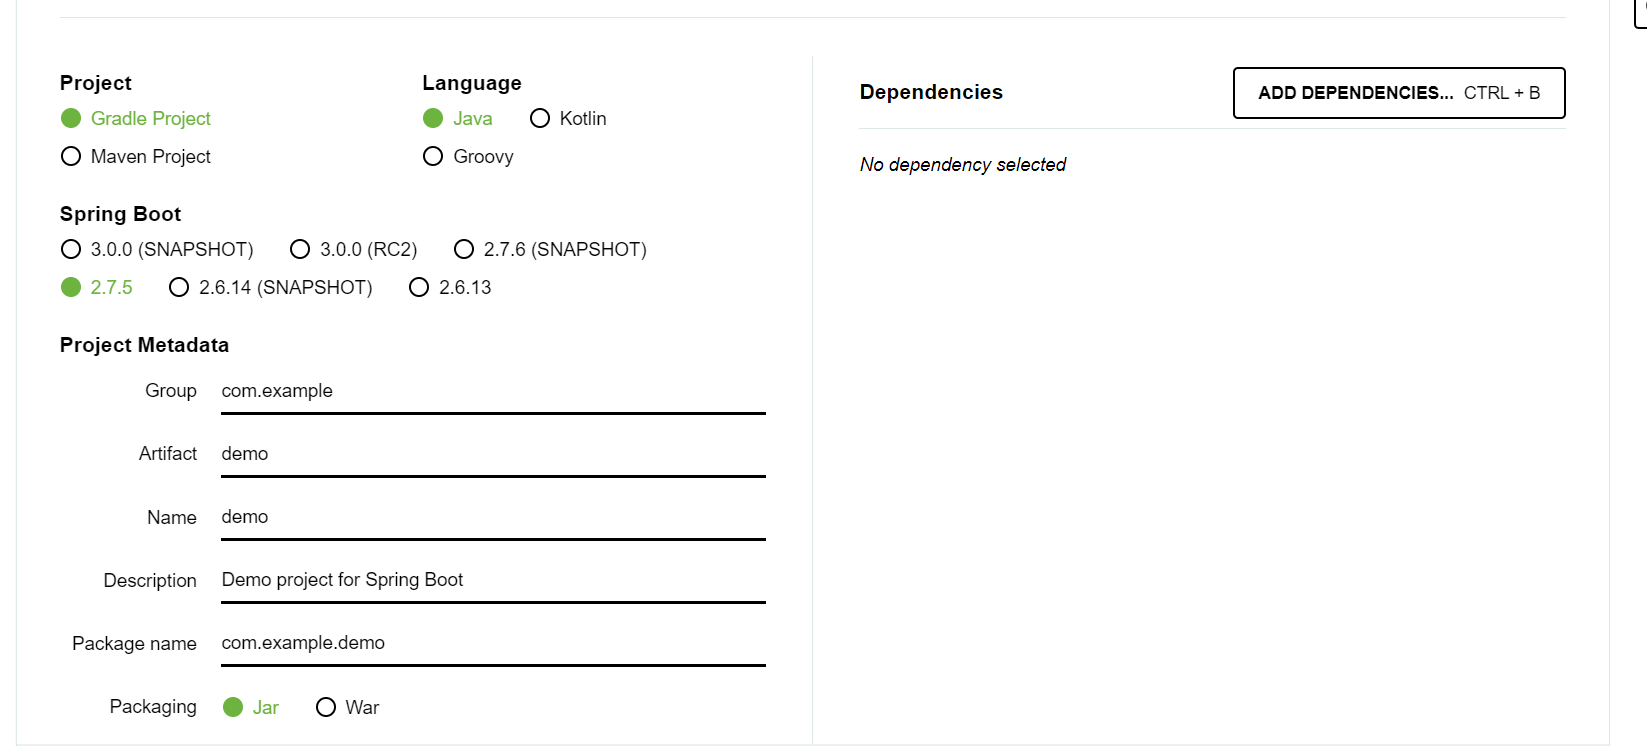 Project
Gradle Project
Maven Project
Language
Java Kotlin
Groovy
Spring Boot
3.0.0 (SNAPSHOT) 3.0.0 (RC2) 2.7.6 (SNAPSHOT)
2.7.5 2.6.14 (SNAPSHOT) 2.6.13
Project Metadata
Group com.example
Artifact demo
Name demo
Description Demo project for Spring Boot
Package name com.example.demo
Packaging Jar War
Dependencies ADD DEPENDENCIES... CTRL + B
No dependency selected